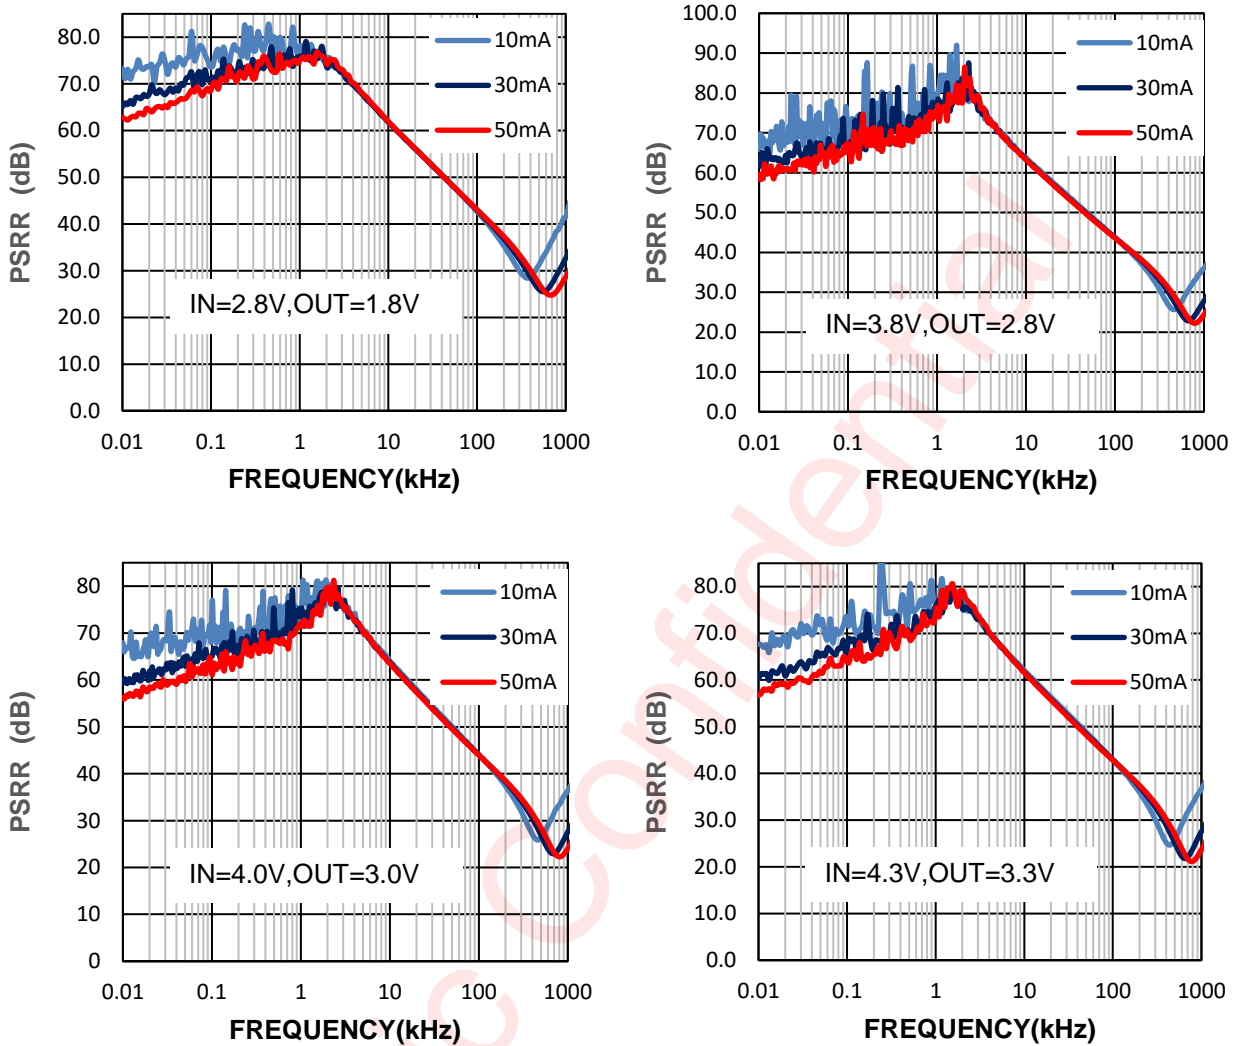 80.0
70.0
60.0
50.0
40.0
30.0
20.0
10.0
0.0
PSRR (dB)
10mA
30mA
50mA
IN=2.8V,OUT=1.8V
0.01 0.1 1 10 100 1000
FREQUENCY(kHz)
100.0
90.0
80.0
70.0
60.0
50.0
40.0
30.0
20.0
10.0
0.0
PSRR (dB)
10mA
30mA
50mA
IN=3.8V,OUT=2.8V
0.01 0.1 1 10 100 1000
FREQUENCY(kHz)
80
70
60
50
40
30
20
10
0
PSRR (dB)
10mA
30mA
50mA
IN=4.0V,OUT=3.0V
0.01 0.1 1 10 100 1000
FREQUENCY(kHz)
80.0
70.0
60.0
50.0
40.0
30.0
20.0
10.0
0.0
PSRR (dB)
10mA
30mA
50mA
IN=4.3V,OUT=3.3V
0.01 0.1 1 10 100 1000
FREQUENCY(kHz)
ic Confidential